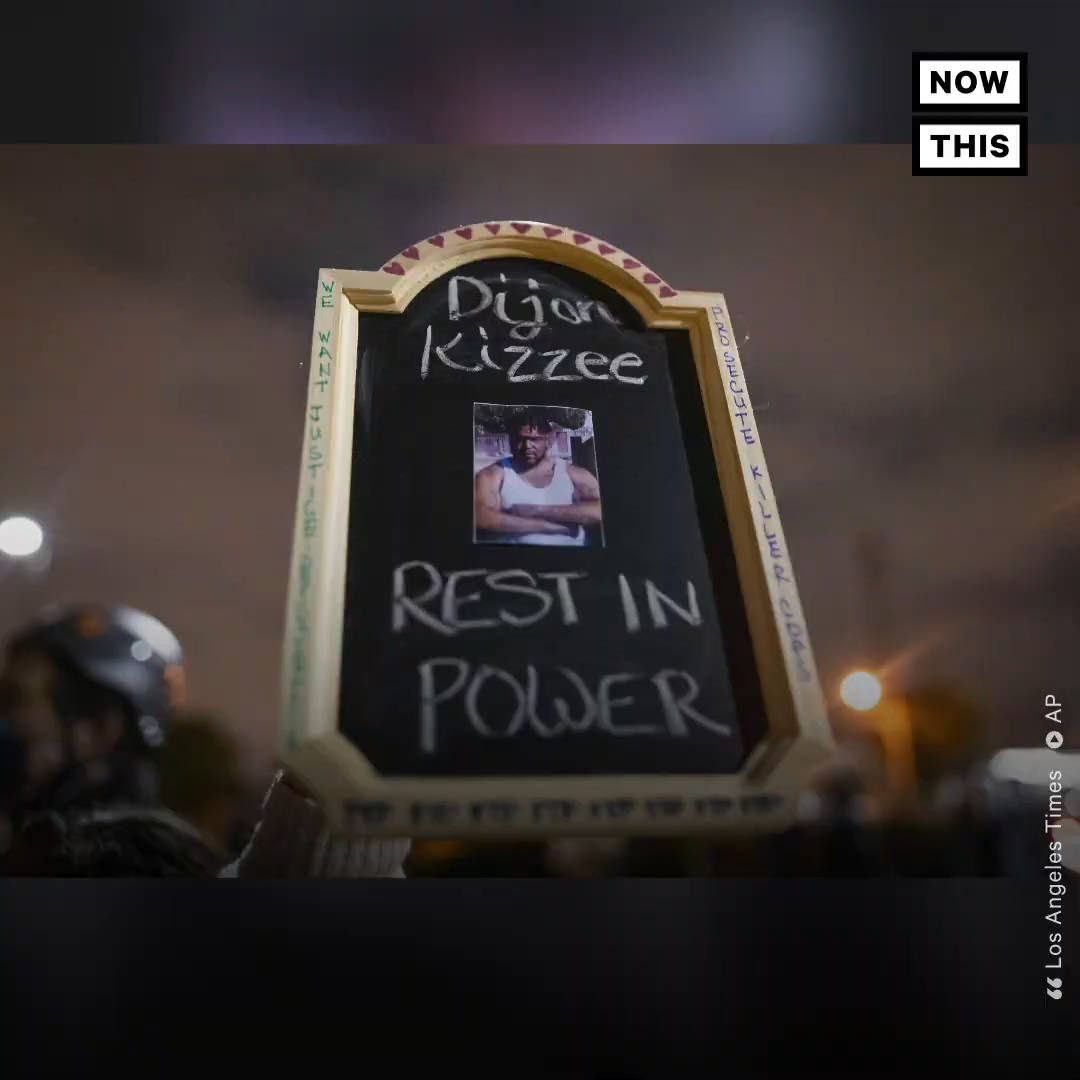 NOW
THIS
Dijon
Kizzee
REST IN
POWER
WE WANT JUSTICE
PROSECUTE KILLER COPS
Los Angeles Times AP